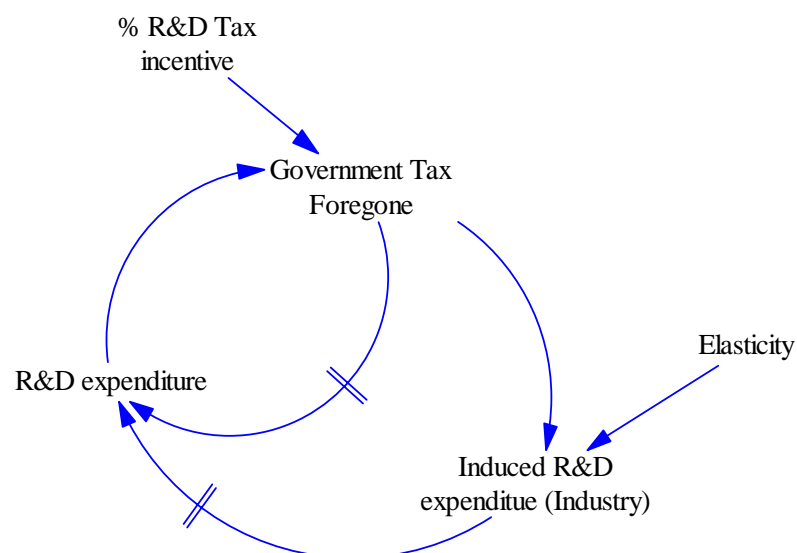 % R&D Tax
incentive
Government Tax
Foregone
R&D expenditure
Elasticity
Induced R&D
expenditue (Industry)